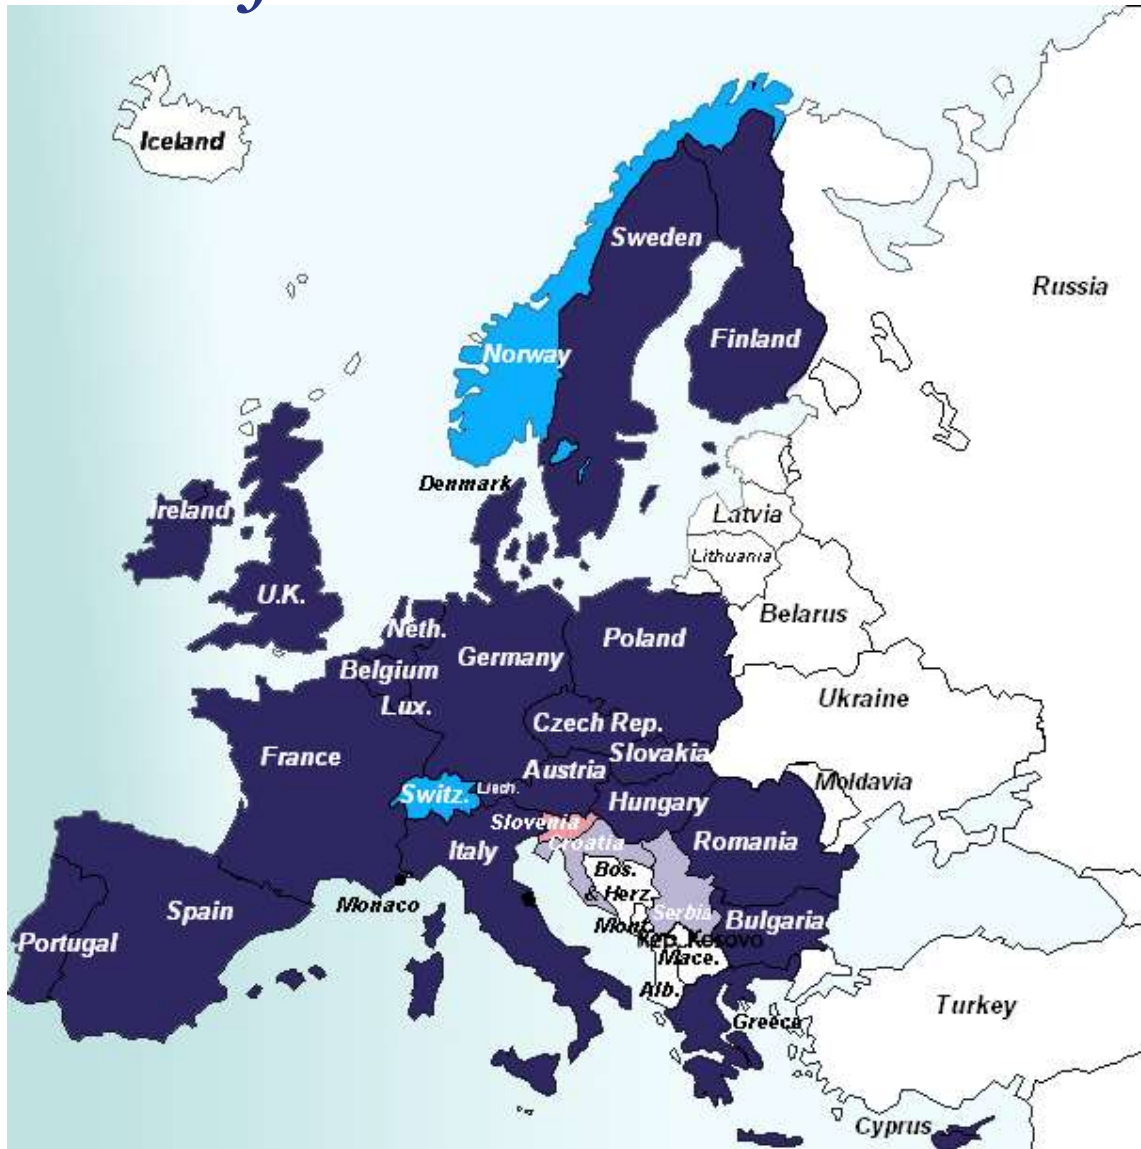 Iceland
Sweden
Russia
Finland
Norway
Denmark
Ireland
Latvia
Lithuania
U.K.
Belarus
Neth.
Poland
Germany
Belgium
Ukraine
Lux.
Czech Rep.
Slovakia
France
Austria
Moldavia
Switz.
Liech.
Hungary
Slovenia
Croatia
Romania
Italy
Bos.
& Herz.
Monaco
Spain
Serbia
Bulgaria
Mont.
Portugal
Rep. Kosovo
Mace.
Alb.
Turkey
Greece
Cyprus